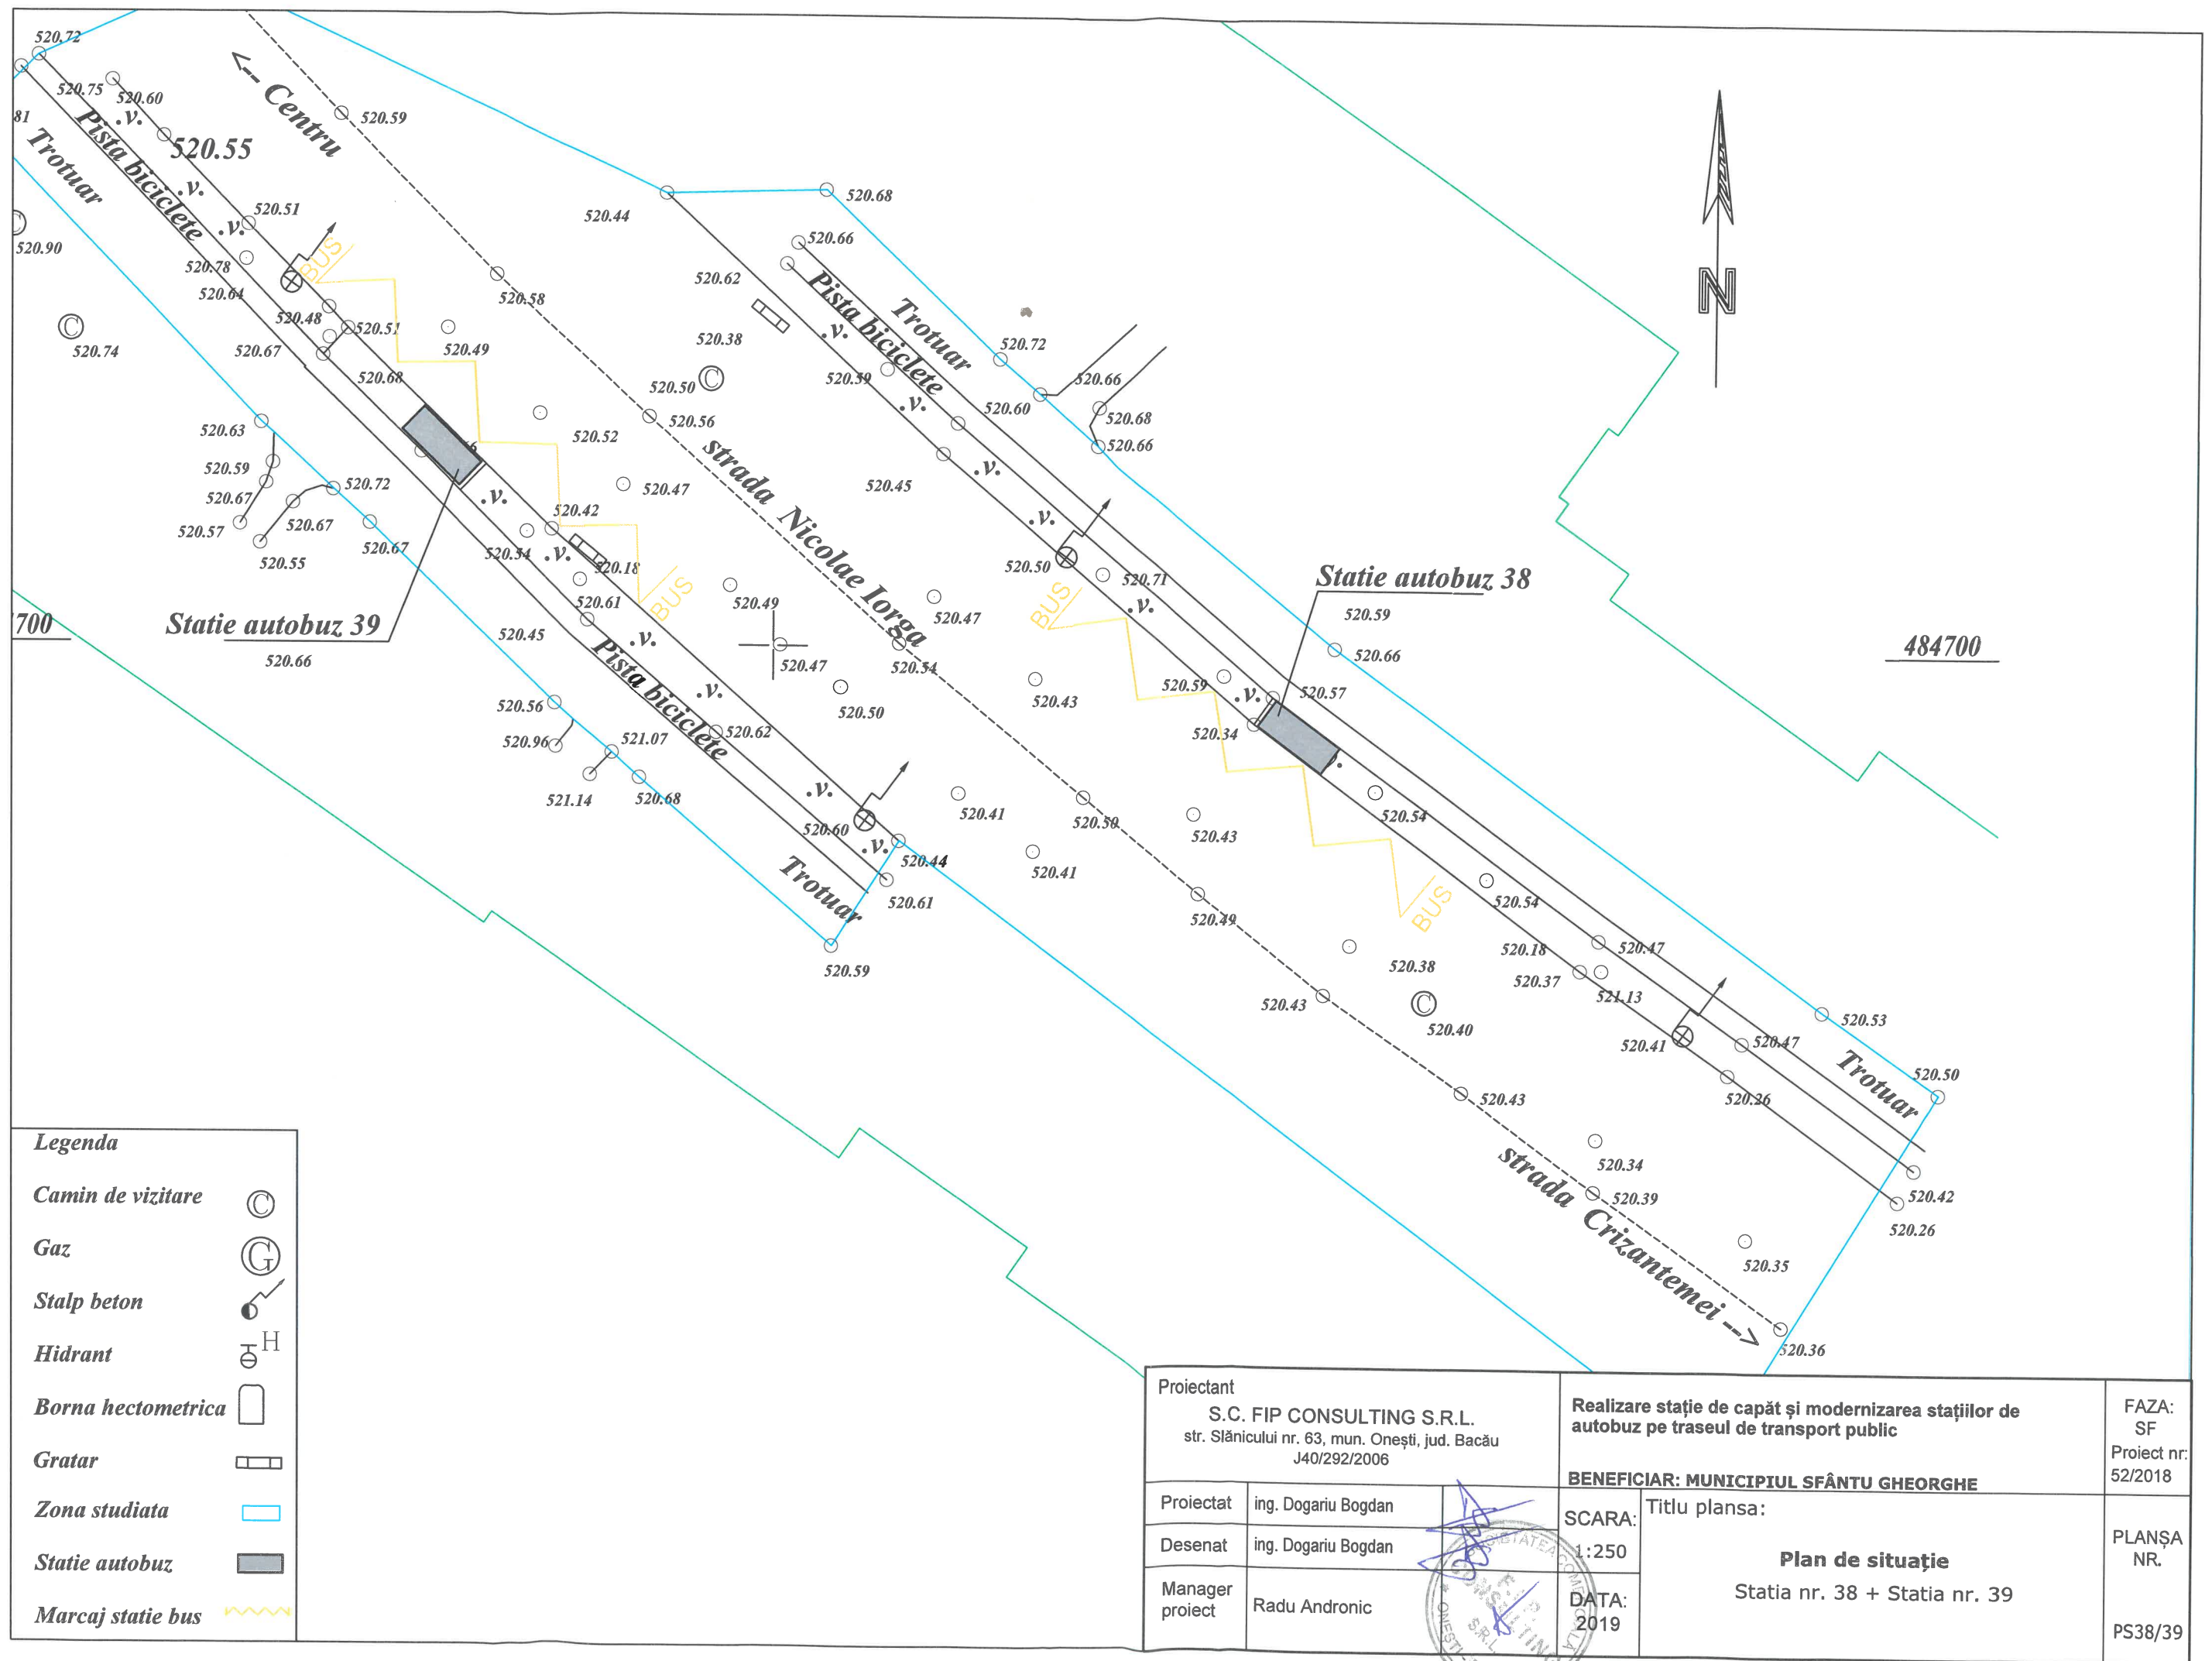 520.72
520.75
520.60
81
.v.
520.55
Pista biciclete
Trotuar
<-- Centru
520.59
.v.
520.51
.v.
520.90
520.78
520.64
BUS
520.58
520.48
520.51
520.49
520.74
520.67
520.68
520.44
520.68
520.66
520.62
Pista biciclete
Trotuar
520.38
.v.
520.72
520.50
520.59
520.66
520.60
520.68
520.66
.v.
520.56
520.52
520.63
520.59
520.72
520.67
520.67
520.57
520.67
520.55
.v.
520.42
520.47
520.45
.v.
strada Nicolae Iorga
520.54
.v.
520.18
520.61
BUS
520.49
.v.
520.50
520.71
.v.
BUS
520.47
Statie autobuz 38
520.59
520.66
484700
N
700
Statie autobuz 39
520.66
520.45
.v.
Pista biciclete
520.47
520.54
520.43
520.59
.v.
520.57
520.34
520.56
.v.
520.50
520.96
521.07
520.62
521.14
520.68
.v.
520.60
.v.
520.44
520.61
Trotuar
520.59
520.41
520.50
520.43
520.54
520.41
520.49
BUS
520.54
520.18
520.47
520.38
520.37
521.13
520.43
520.40
520.41
520.47
520.53
520.50
Trotuar
520.26
520.43
520.34
520.39
520.42
520.26
strada Crizantemei -->
520.35
520.36
Legenda
Camin de vizitare C
Gaz G
Stalp beton
Hidrant H
Borna hectometrica
Gratar
Zona studiata
Statie autobuz
Marcaj statie bus
Proiectant
S.C. FIP CONSULTING S.R.L.
str. Slănicului nr. 63, mun. Onești, jud. Bacău
J40/292/2006
Realizare stație de capăt și modernizarea stațiilor de
autobuz pe traseul de transport public
BENEFICIAR: MUNICIPIUL SFÂNTU GHEORGHE
FAZA:
SF
Proiect nr:
52/2018
Proiectat ing. Dogariu Bogdan
Desenat ing. Dogariu Bogdan
Manager
proiect Radu Andronic
SCARA:
1:250
DATA:
2019
Titlu plansa:
Plan de situație
Statia nr. 38 + Statia nr. 39
PLANȘA
NR.
PS38/39